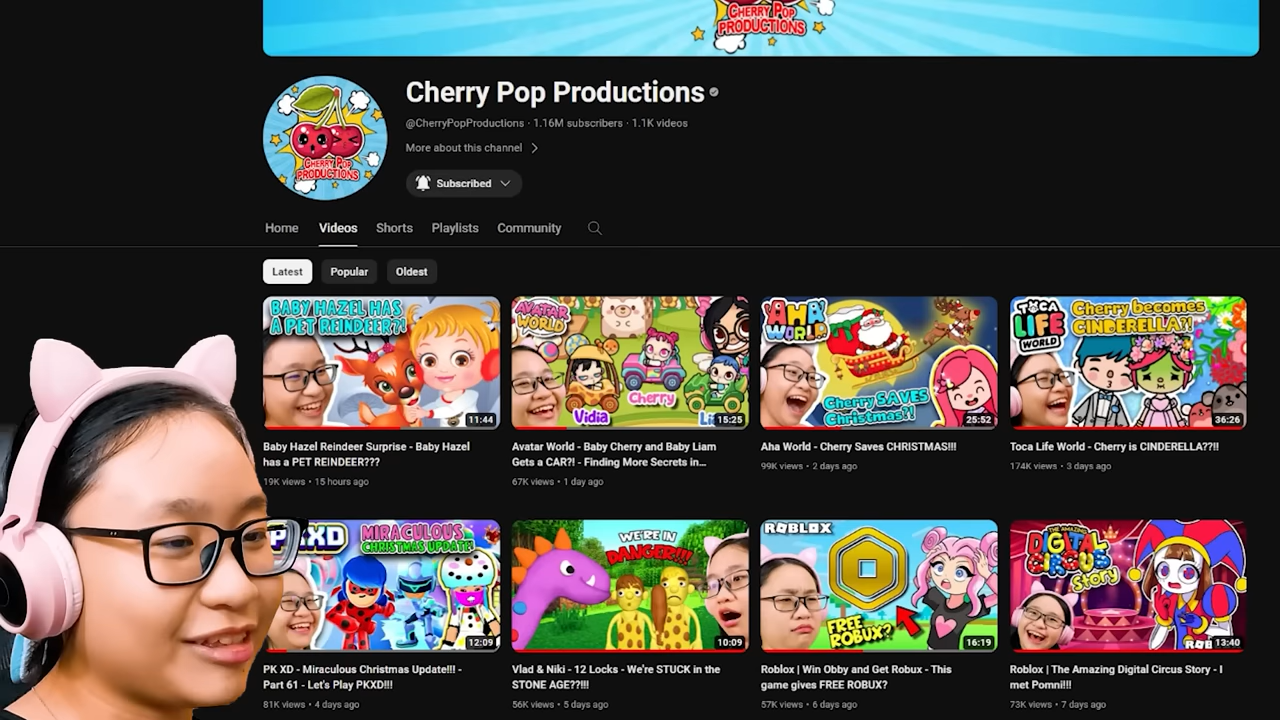 CHERRY POP
PRODUCTIONS
Cherry Pop Productions
@CherryPopProductions · 1.16M subscribers · 1.1K videos
More about this channel
CHERRY POP
PRODUCTIONS
Subscribed
Home Videos Shorts Playlists Community
Latest Popular Oldest
BABY HAZEL HAS
A PET REINDEER?!
11:44
AVATAR
WORLD
Vidia
Cherry
15:25
AHA
WORLD
Cherry SAVES
Christmas?!
25:52
TOCA
LIFE
WORLD
Cherry becomes
CINDERELLA?!
36:26
Baby Hazel Reindeer Surprise - Baby Hazel
has a PET REINDEER???
19K views · 15 hours ago
Avatar World - Baby Cherry and Baby Liam
Gets a CAR?! - Finding More Secrets in...
67K views · 1 day ago
Aha World - Cherry Saves CHRISTMAS!!!
99K views · 2 days ago
Toca Life World - Cherry is CINDERELLA??!!
174K views · 3 days ago
PKXD
MIRACULOUS
CHRISTMAS UPDATE!
12:09
WE'RE IN
DANGER!!!
10:09
ROBLOX
FREE
ROBUX?
16:19
THE AMAZING
DIGITAL
CIRCUS
Story
13:40
PK XD - Miraculous Christmas Update!!! -
Part 61 - Let's Play PKXD!!!
81K views · 4 days ago
Vlad & Niki - 12 Locks - We're STUCK in the
STONE AGE??!!!
56K views · 5 days ago
Roblox | Win Obby and Get Robux - This
game gives FREE ROBUX?
57K views · 6 days ago
Roblox | The Amazing Digital Circus Story - I
met Pomni!!!
73K views · 7 days ago